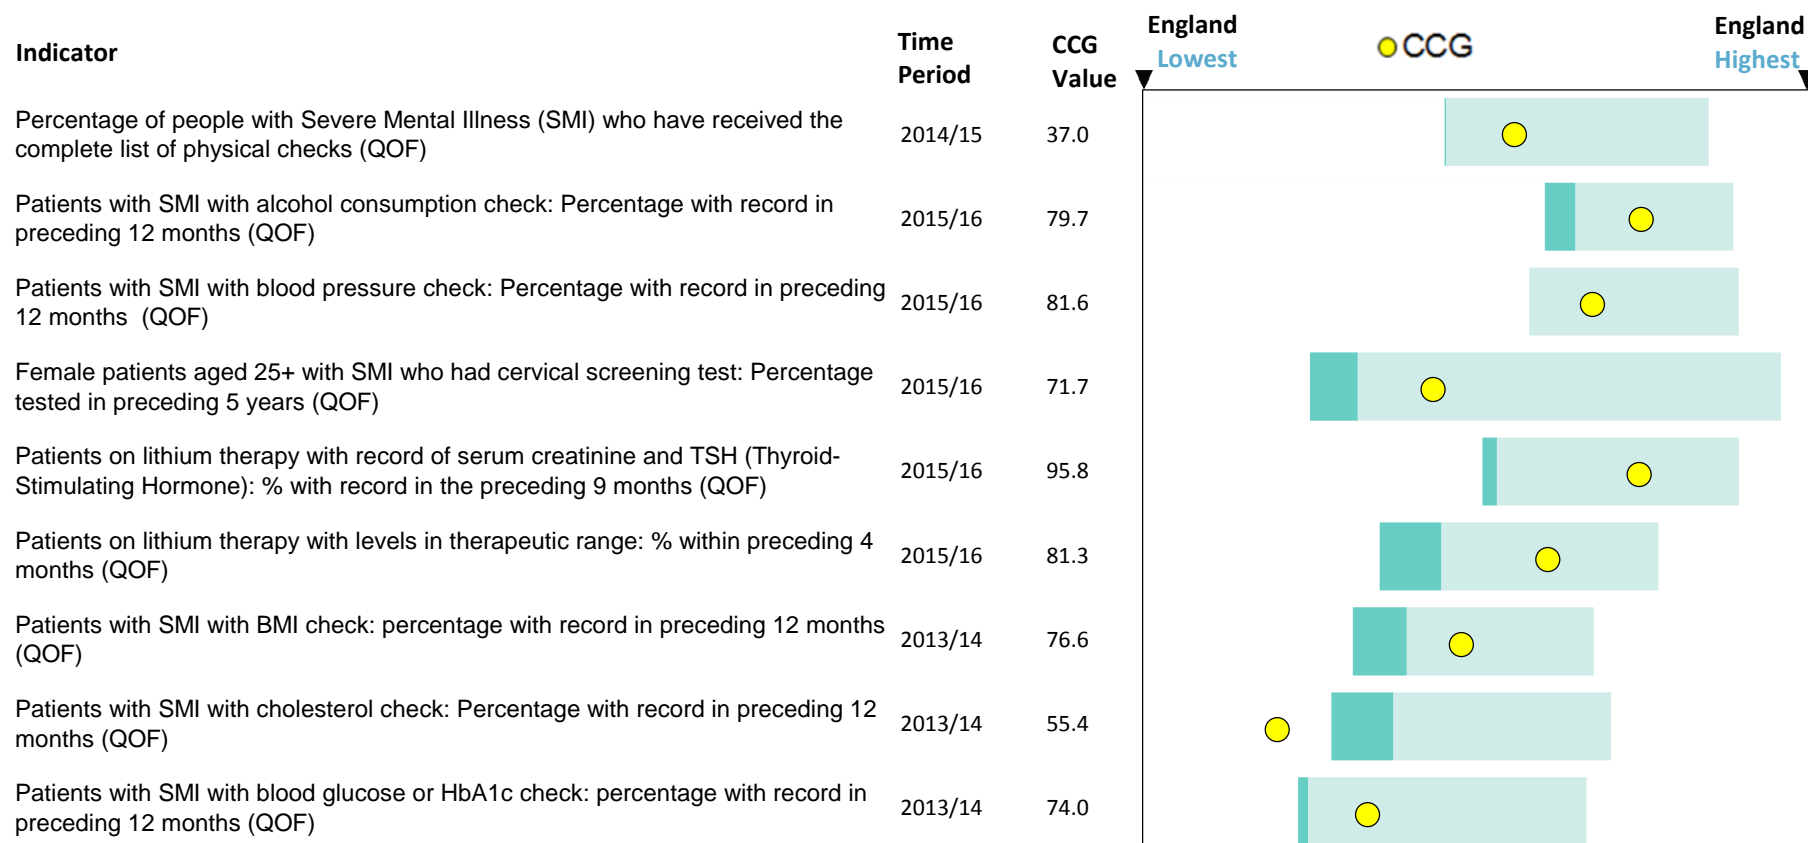 Indicator
Time
Period
CCG
Value
England
Lowest
CCG
England
Highest
Percentage of people with Severe Mental Illness (SMI) who have received the
complete list of physical checks (QOF)
2014/15
37.0
Patients with SMI with alcohol consumption check: Percentage with record in
preceding 12 months (QOF)
2015/16
79.7
Patients with SMI with blood pressure check: Percentage with record in preceding
12 months (QOF)
2015/16
81.6
Female patients aged 25+ with SMI who had cervical screening test: Percentage
tested in preceding 5 years (QOF)
2015/16
71.7
Patients on lithium therapy with record of serum creatinine and TSH (Thyroid-
Stimulating Hormone): % with record in the preceding 9 months (QOF)
2015/16
95.8
Patients on lithium therapy with levels in therapeutic range: % within preceding 4
months (QOF)
2015/16
81.3
Patients with SMI with BMI check: percentage with record in preceding 12 months
(QOF)
2013/14
76.6
Patients with SMI with cholesterol check: Percentage with record in preceding 12
months (QOF)
2013/14
55.4
Patients with SMI with blood glucose or HbA1c check: percentage with record in
preceding 12 months (QOF)
2013/14
74.0